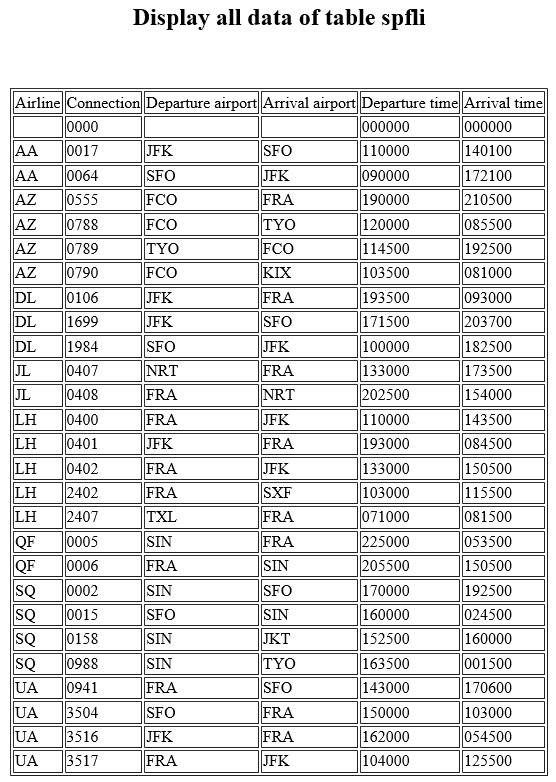 Display all data of table spfli
Airline Connection Departure airport Arrival airport Departure time Arrival time
0000 000000 000000
AA 0017 JFK SFO 110000 140100
AA 0064 SFO JFK 090000 172100
AZ 0555 FCO FRA 190000 210500
AZ 0788 FCO TYO 120000 085500
AZ 0789 TYO FCO 114500 192500
AZ 0790 FCO KIX 103500 081000
DL 0106 JFK FRA 193500 093000
DL 1699 JFK SFO 171500 203700
DL 1984 SFO JFK 100000 182500
JL 0407 NRT FRA 133000 173500
JL 0408 FRA NRT 202500 154000
LH 0400 FRA JFK 110000 143500
LH 0401 JFK FRA 193000 084500
LH 0402 FRA JFK 133000 150500
LH 2402 FRA SXF 103000 115500
LH 2407 TXL FRA 071000 081500
QF 0005 SIN FRA 225000 053500
QF 0006 FRA SIN 205500 150500
SQ 0002 SIN SFO 170000 192500
SQ 0015 SFO SIN 160000 024500
SQ 0158 SIN JKT 152500 160000
SQ 0988 SIN TYO 163500 001500
UA 0941 FRA SFO 143000 170600
UA 3504 SFO FRA 150000 103000
UA 3516 JFK FRA 162000 054500
UA 3517 FRA JFK 104000 125500